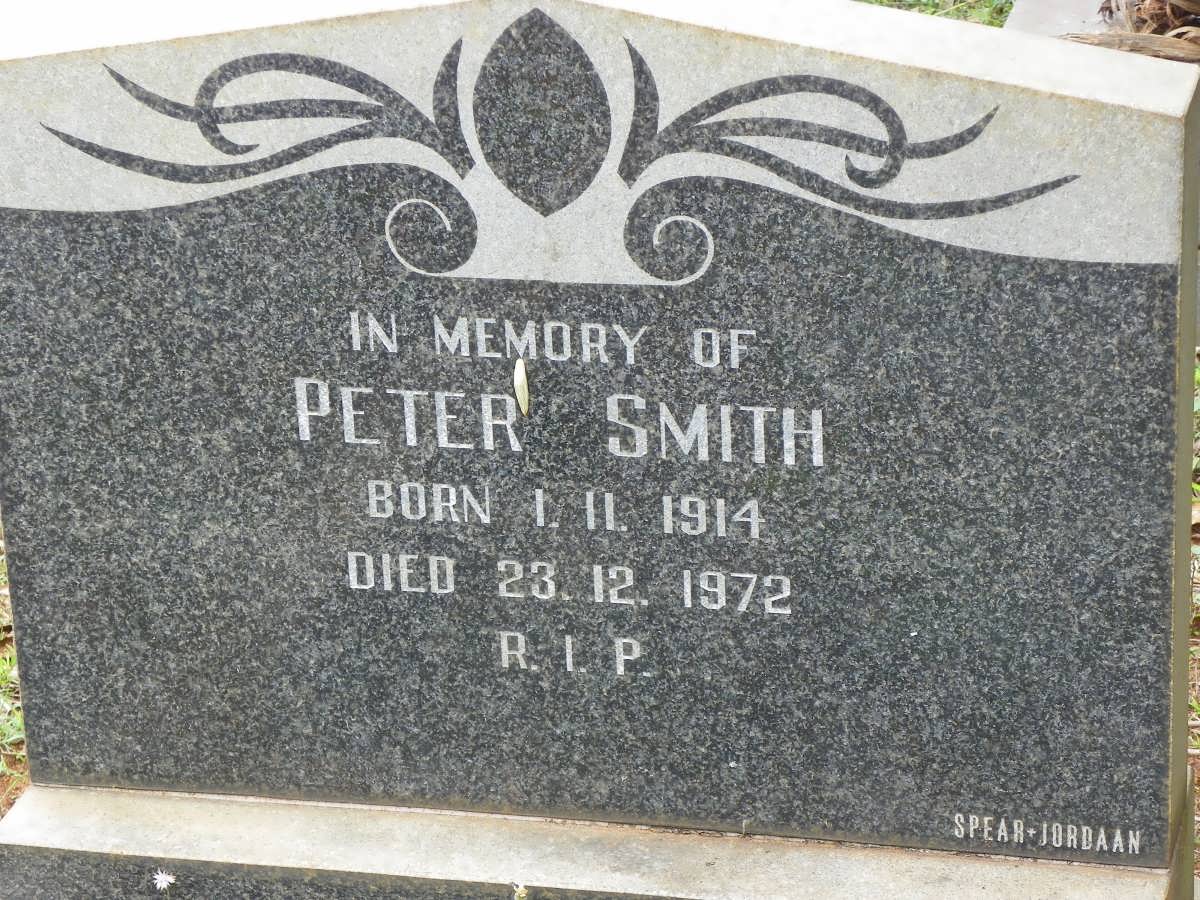 IN MEMORY OF
PETER SMITH
BORN 1. 11. 1914
DIED 23. 12. 1972
R. I. P.
SPEAR+JORDAAN